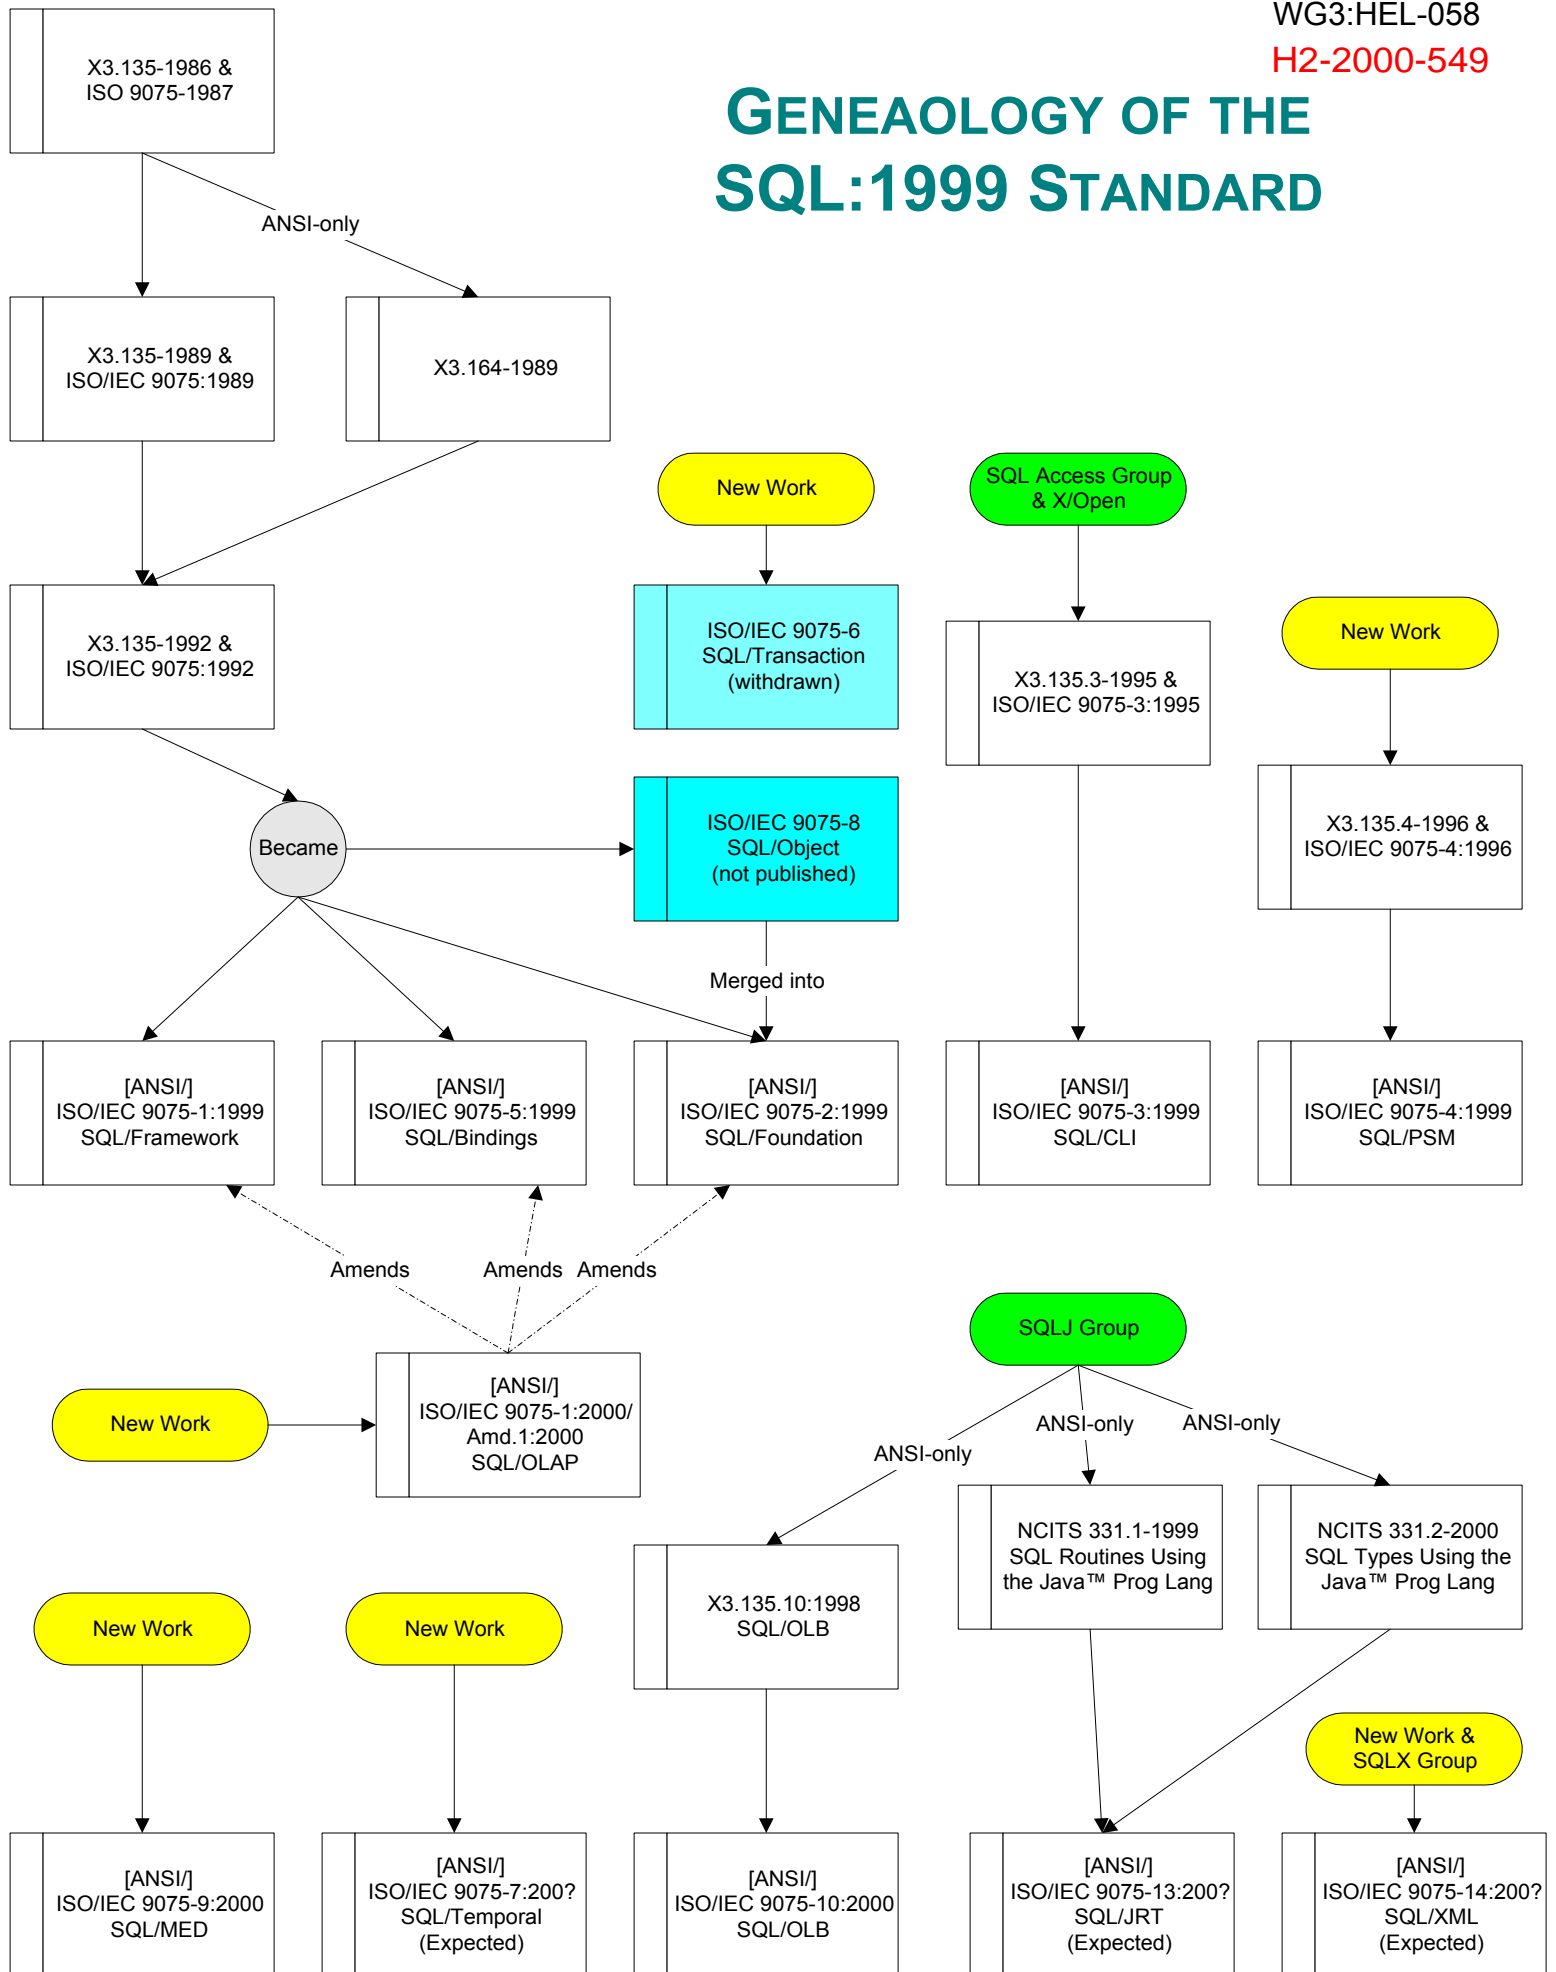 WG3:HEL-058
H2-2000-549
GENEAOLOGY OF THE
SQL:1999 STANDARD
X3.135-1986 &
ISO 9075-1987
ANSI-only
X3.135-1989 &
ISO/IEC 9075:1989
X3.164-1989
New Work
SQL Access Group
& X/Open
X3.135-1992 &
ISO/IEC 9075:1992
ISO/IEC 9075-6
SQL/Transaction
(withdrawn)
X3.135.3-1995 &
ISO/IEC 9075-3:1995
New Work
Became
ISO/IEC 9075-8
SQL/Object
(not published)
X3.135.4-1996 &
ISO/IEC 9075-4:1996
Merged into
[ANSI/]
ISO/IEC 9075-1:1999
SQL/Framework
[ANSI/]
ISO/IEC 9075-5:1999
SQL/Bindings
[ANSI/]
ISO/IEC 9075-2:1999
SQL/Foundation
[ANSI/]
ISO/IEC 9075-3:1999
SQL/CLI
[ANSI/]
ISO/IEC 9075-4:1999
SQL/PSM
Amends
Amends
Amends
SQLJ Group
New Work
[ANSI/]
ISO/IEC 9075-1:2000/
Amd.1:2000
SQL/OLAP
ANSI-only
ANSI-only
ANSI-only
NCITS 331.1-1999
SQL Routines Using
the Java™ Prog Lang
NCITS 331.2-2000
SQL Types Using the
Java™ Prog Lang
New Work
New Work
X3.135.10:1998
SQL/OLB
New Work &
SQLX Group
[ANSI/]
ISO/IEC 9075-9:2000
SQL/MED
[ANSI/]
ISO/IEC 9075-7:200?
SQL/Temporal
(Expected)
[ANSI/]
ISO/IEC 9075-10:2000
SQL/OLB
[ANSI/]
ISO/IEC 9075-13:200?
SQL/JRT
(Expected)
[ANSI/]
ISO/IEC 9075-14:200?
SQL/XML
(Expected)